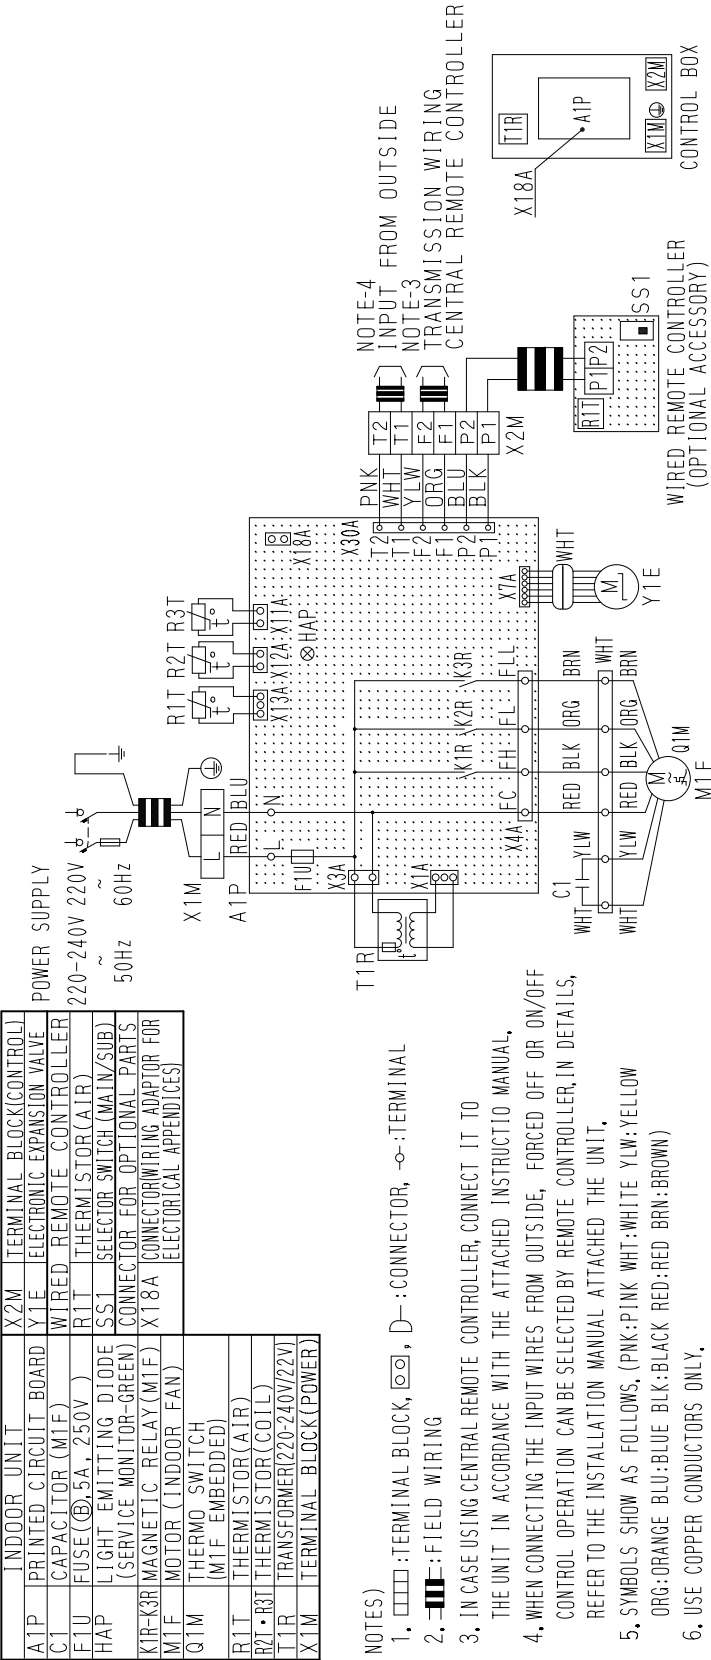 INDOOR UNIT
A1P PRINTED CIRCUIT BOARD
C1 CAPACITOR (M1F)
F1U FUSE(Ⓑ,5A, 250V )
HAP LIGHT EMITTING DIODE
(SERVICE MONITOR-GREEN)
K1R-K3R MAGNETIC RELAY(M1F)
M1F MOTOR (INDOOR FAN)
Q1M THERMO SWITCH
(M1F EMBEDDED)
R1T THERMISTOR(AIR)
R2T・R3T THERMISTOR(COIL)
T1R TRANSFORMER(220-240V/22V)
X1M TERMINAL BLOCK(POWER)
X2M TERMINAL BLOCK(CONTROL)
Y1E ELECTRONIC EXPANSION VALVE
WIRED REMOTE CONTROLLER
R1T THERMISTOR(AIR)
SS1 SELECTOR SWITCH (MAIN/SUB)
CONNECTOR FOR OPTIONAL PARTS
X18A CONNECTOR(WIRING ADAPTOR FOR
ELECTORICAL APPENDICES)
POWER SUPPLY
220-240V 220V
~ ~
50Hz 60Hz
X1M
L N
A1P
RED BLU
L N
F1U
X3A
X1A
T1R
t°
R1T R2T R3T
t° t° t°
X13A X12A X11A
HAP
X18A
X30A
T2 T1 F2 F1 P2 P1
PNK
WHT
YLW
ORG
BLU
BLK
T2 T1 F2 F1 P2 P1
X2M
NOTE-4
INPUT FROM OUTSIDE
NOTE-3
TRANSMISSION WIRING
CENTRAL REMOTE CONTROLLER
K1R K2R K3R
X4A
FC FH FL FLL
RED BLK ORG BRN
WHT YLW
C1
WHT
WHT YLW RED BLK ORG BRN
M
~
Q1M
M1F
X7A
WHT
M
Y1E
R1T P1 P2
SS1
WIRED REMOTE CONTROLLER
(OPTIONAL ACCESSORY)
X18A
T1R
A1P
X1M X2M
CONTROL BOX
NOTES)
1. :TERMINAL BLOCK, , :CONNECTOR, :TERMINAL
2. :FIELD WIRING
3. IN CASE USING CENTRAL REMOTE CONTROLLER, CONNECT IT TO
THE UNIT IN ACCORDANCE WITH THE ATTACHED INSTRUCTIO MANUAL.
4. WHEN CONNECTING THE INPUT WIRES FROM OUTSIDE, FORCED OFF OR ON/OFF
CONTROL OPERATION CAN BE SELECTED BY REMOTE CONTROLLER, IN DETAILS,
REFER TO THE INSTALLATION MANUAL ATTACHED THE UNIT.
5. SYMBOLS SHOW AS FOLLOWS. (PNK:PINK WHT:WHITE YLW:YELLOW
ORG:ORANGE BLU:BLUE BLK:BLACK RED:RED BRN:BROWN)
6. USE COPPER CONDUCTORS ONLY.